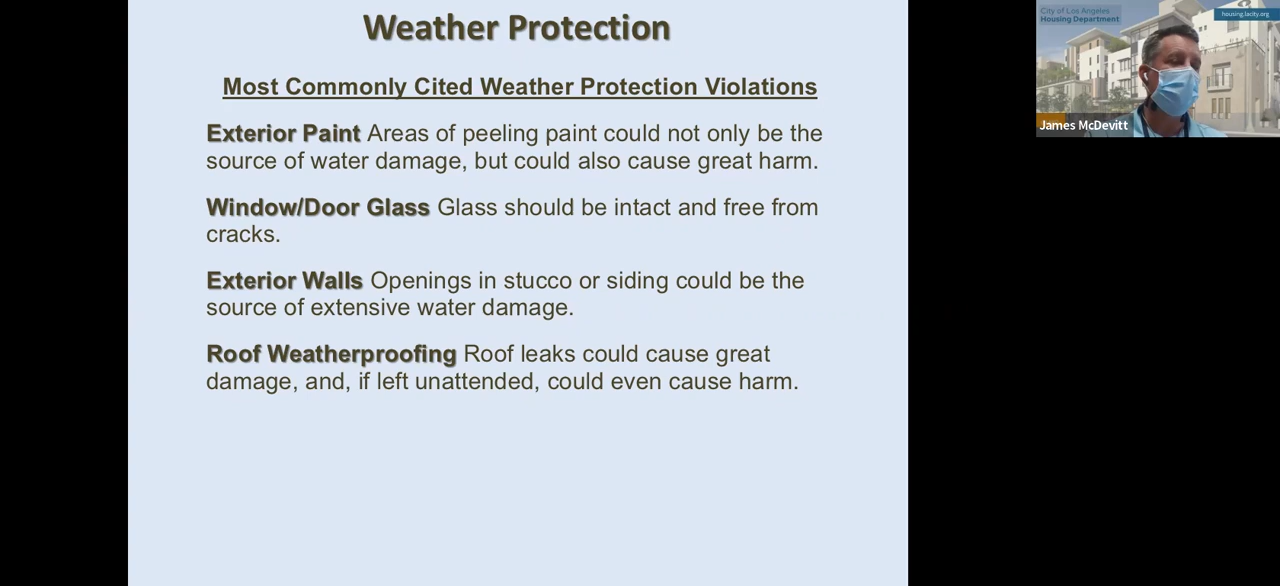 Weather Protection
Most Commonly Cited Weather Protection Violations
Exterior Paint Areas of peeling paint could not only be the
source of water damage, but could also cause great harm.
Window/Door Glass Glass should be intact and free from
cracks.
Exterior Walls Openings in stucco or siding could be the
source of extensive water damage.
Roof Weatherproofing Roof leaks could cause great
damage, and, if left unattended, could even cause harm.
City of Los Angeles
Housing Department
housing.lacity.org
James McDevitt